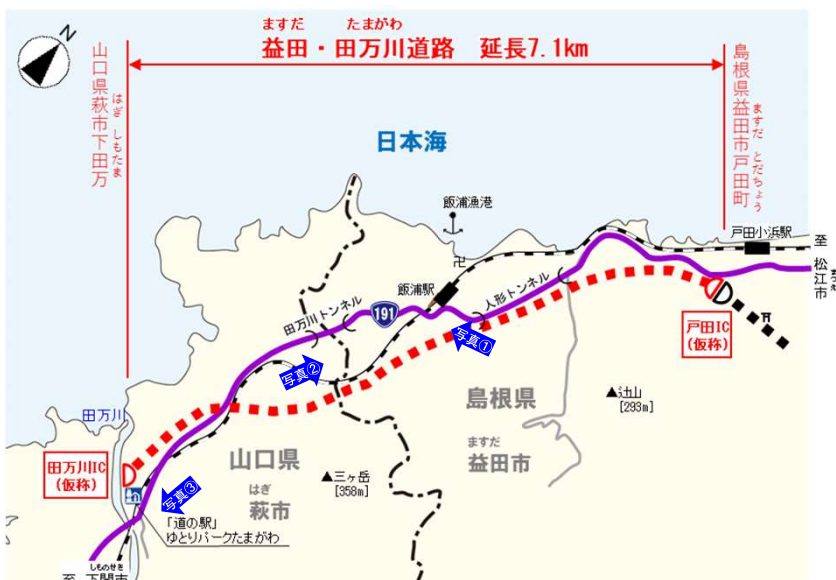 ますだ たまがわ
益田・田万川道路 延長7.1km
N
山口県萩市下田万
はぎ しもたま
島根県益田市戸田町
ますだ とだちょう
日本海
飯浦漁港
戸田小浜駅
至 松江市
飯浦駅
人形トンネル
田万川トンネル
191
戸田IC
(仮称)
写真①
写真②
▲辻山
[293m]
島根県
ますだ
益田市
田万川
田万川IC
(仮称)
山口県
はぎ
萩市
▲三ヶ岳
[358m]
写真③
「道の駅」
ゆとりパークたまがわ
しものせき
至 下関市